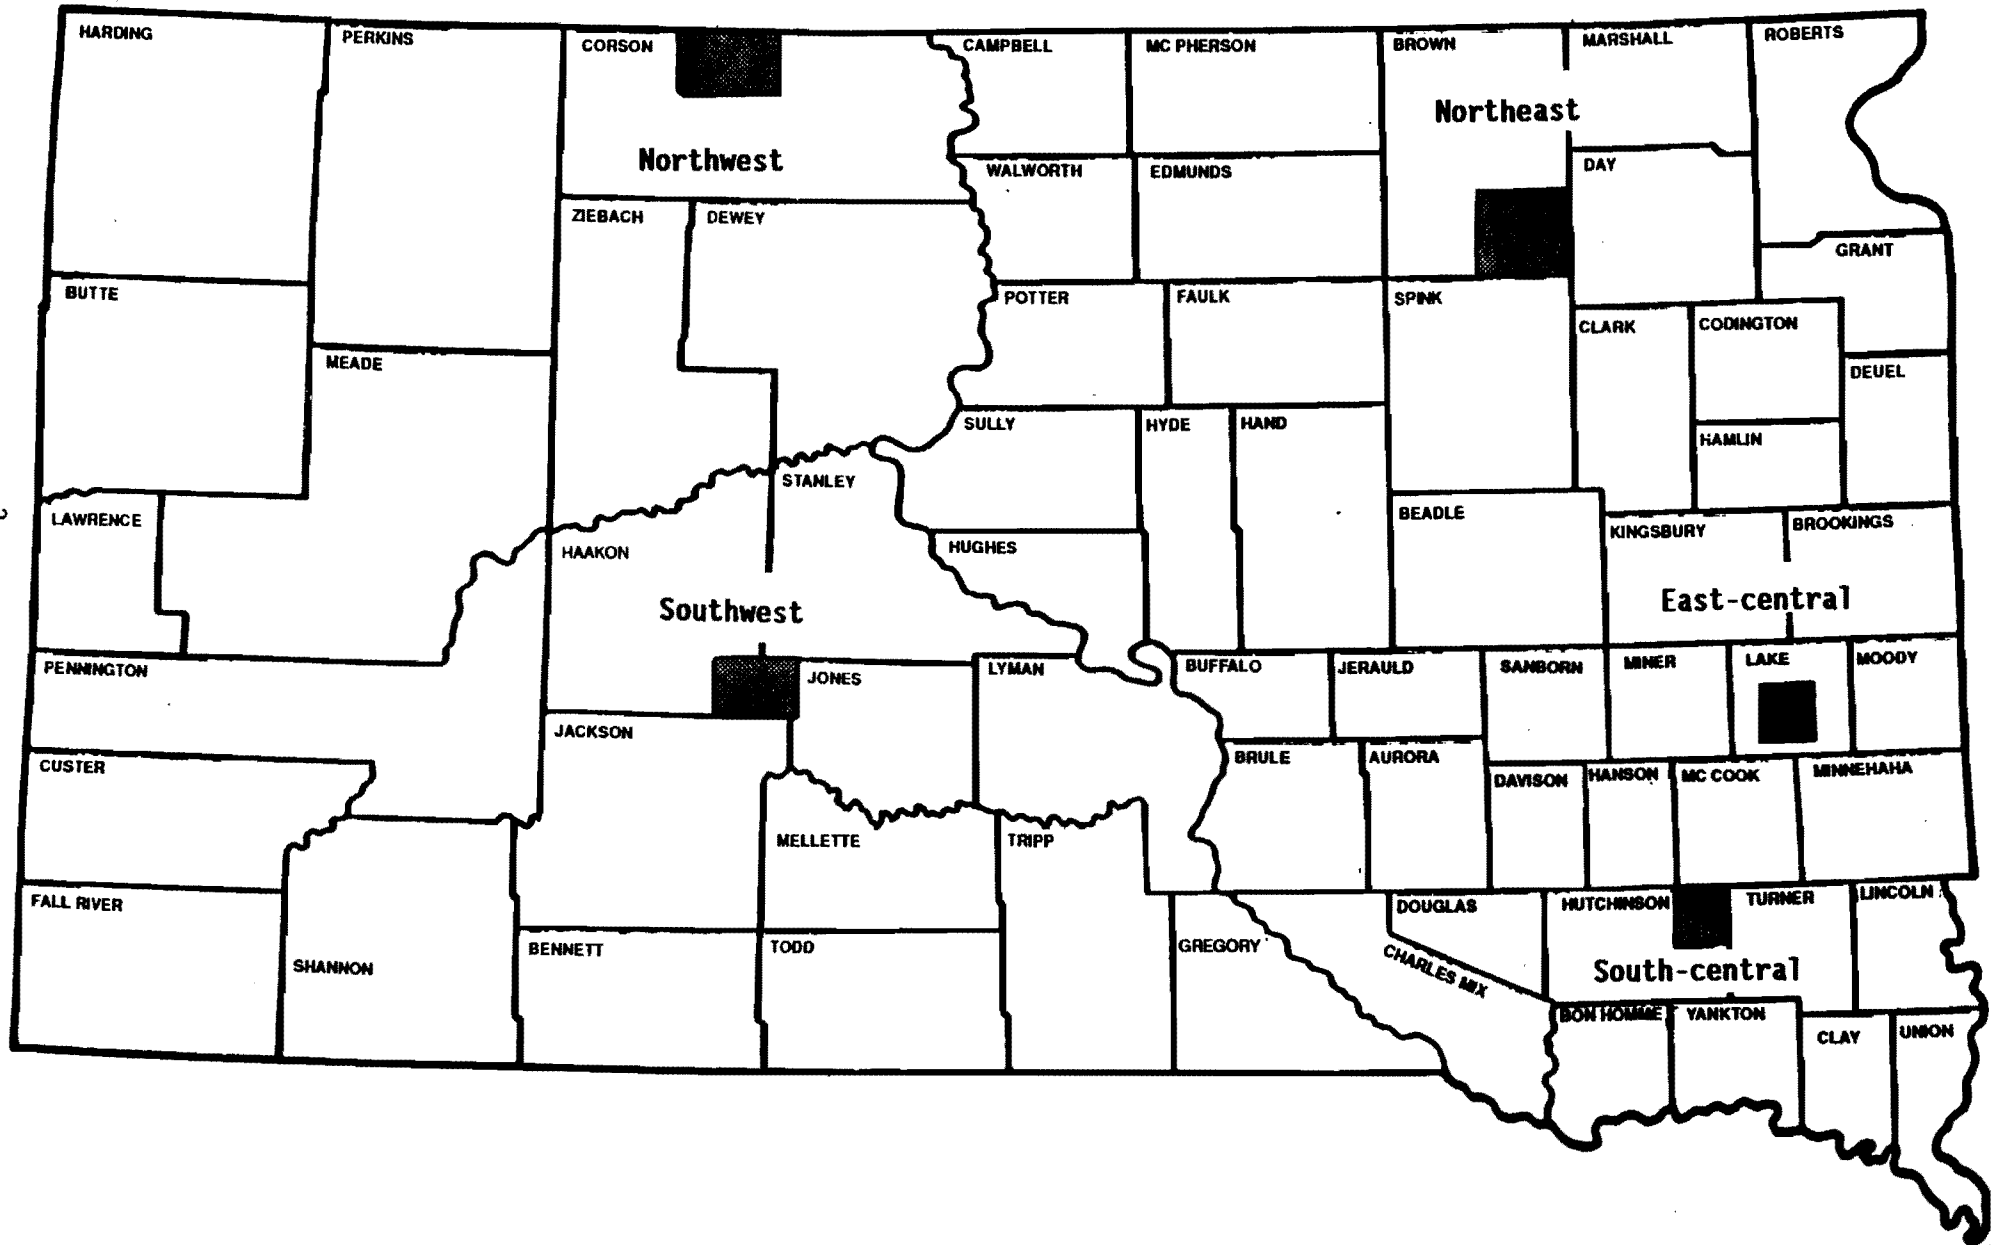 HARDING
PERKINS
CORSON
CAMPBELL
MC PHERSON
BROWN
MARSHALL
ROBERTS
Northeast
Northwest
WALWORTH
EDMUNDS
DAY
ZIEBACH
DEWEY
GRANT
BUTTE
POTTER
FAULK
SPINK
CLARK
CODINGTON
MEADE
DEUEL
SULLY
HYDE
HAND
HAMLIN
STANLEY
LAWRENCE
BEADLE
KINGSBURY
BROOKINGS
HAAKON
HUGHES
East-central
Southwest
PENNINGTON
JONES
LYMAN
BUFFALO
JERAULD
SANBORN
MINER
LAKE
MOODY
JACKSON
CUSTER
BRULE
AURORA
DAVISON
HANSON
MC COOK
MINNEHAHA
MELLETTE
TRIPP
FALL RIVER
DOUGLAS
HUTCHINSON
TURNER
LINCOLN
SHANNON
BENNETT
TODD
GREGORY
CHARLES MIX
South-central
BON HOMME
YANKTON
CLAY
UNION